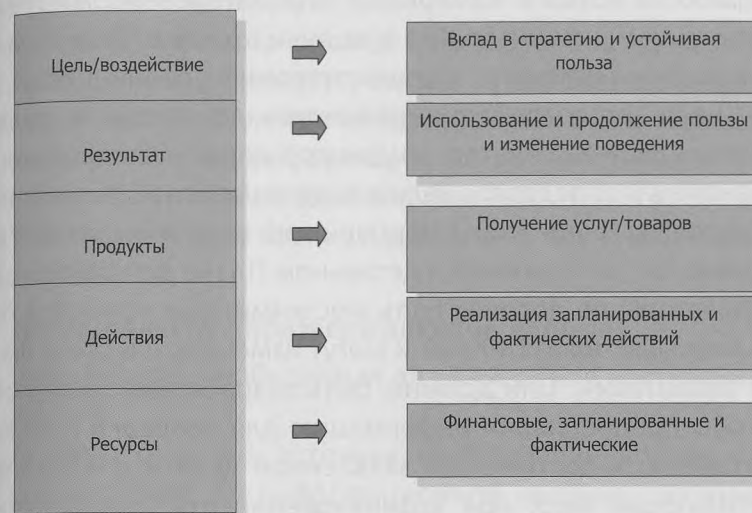 Цель/воздействие
Вклад в стратегию и устойчивая
польза
Результат
Использование и продолжение пользы
и изменение поведения
Продукты
Получение услуг/товаров
Действия
Реализация запланированных и
фактических действий
Ресурсы
Финансовые, запланированные и
фактические